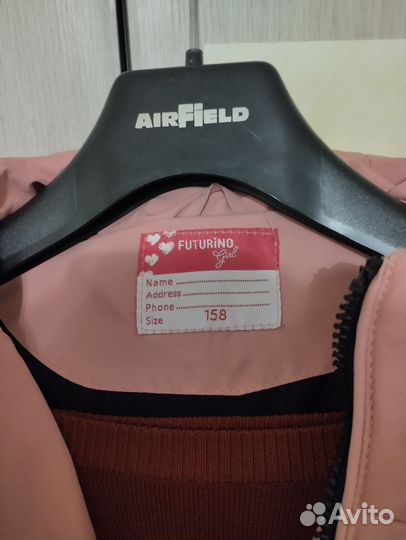 AIRFIELD
FUTURINO
Girl
Name
Address
Phone
Size 158
Avito